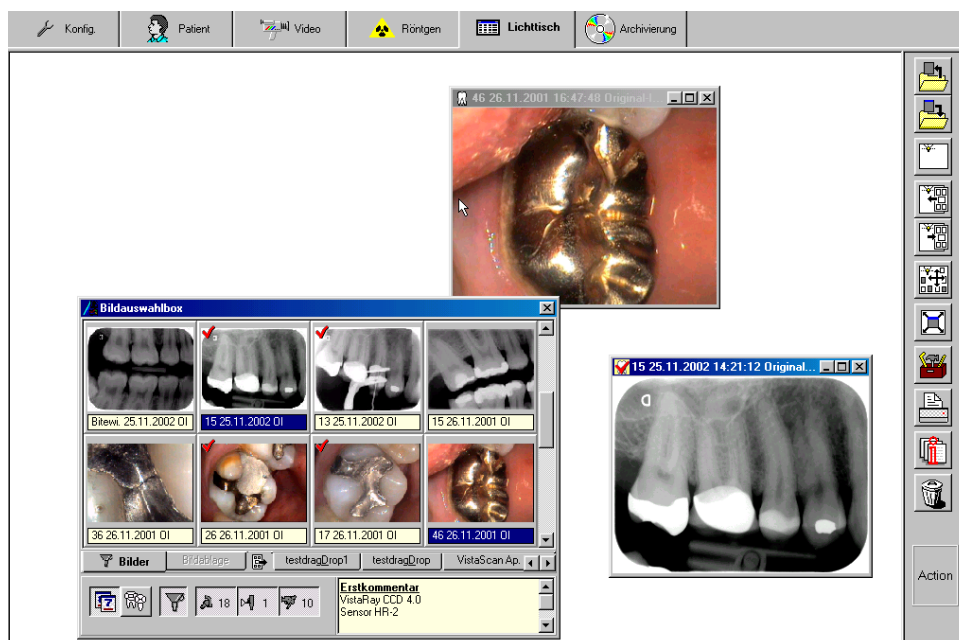 Konfig.
Patient
Video
Röntgen
Lichttisch
Archivierung
46 26.11.2001 16:47:48 Original
Bildauswahlbox
Bitewi. 25.11.2002 OI
15 25.11.2002 OI
13 25.11.2002 OI
15 26.11.2001 OI
36 26.11.2001 OI
26 26.11.2001 OI
17 26.11.2001 OI
46 26.11.2001 OI
15 25.11.2002 14:21:12 Original...
Bilder
Bildablage
testdragDrop1
testdragDrop
VistaScan Ap.
7
18
1
10
Erstkommentar
VistaRay CCD 4.0
Sensor HR-2
Action